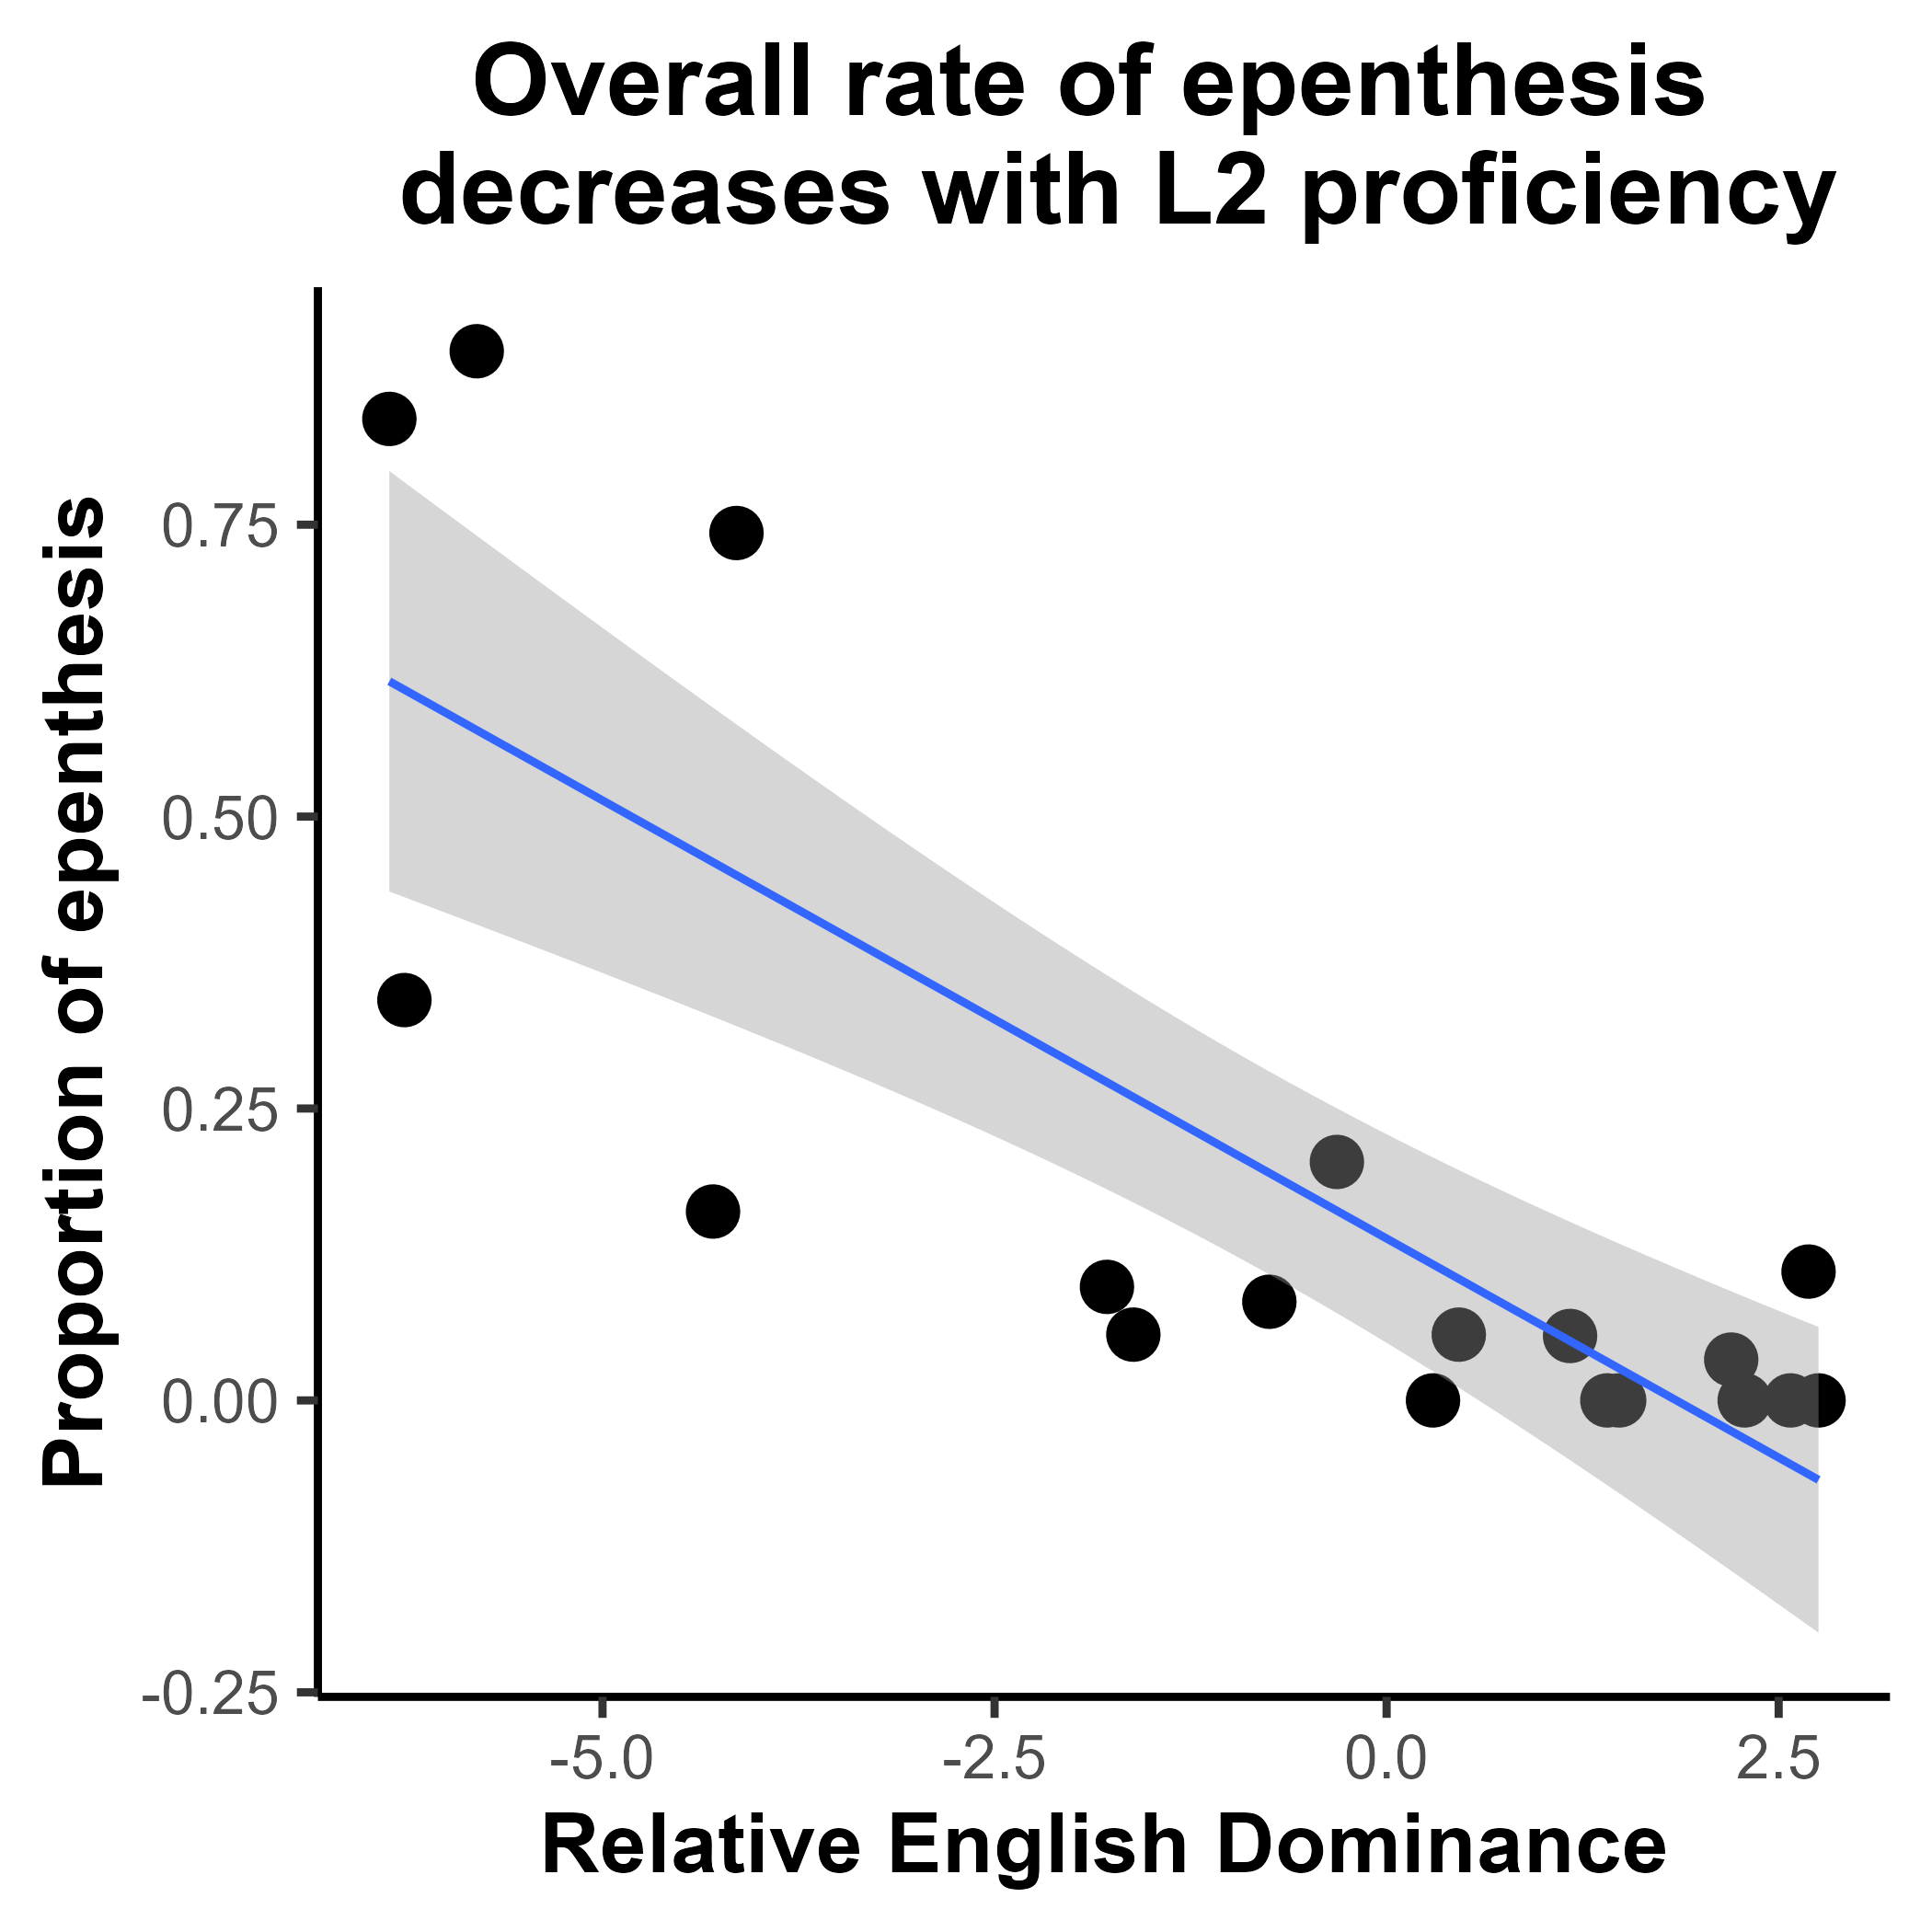 Overall rate of epenthesis
decreases with L2 proficiency
Proportion of epenthesis
0.75
0.50
0.25
0.00
-0.25
-5.0 -2.5 0.0 2.5
Relative English Dominance